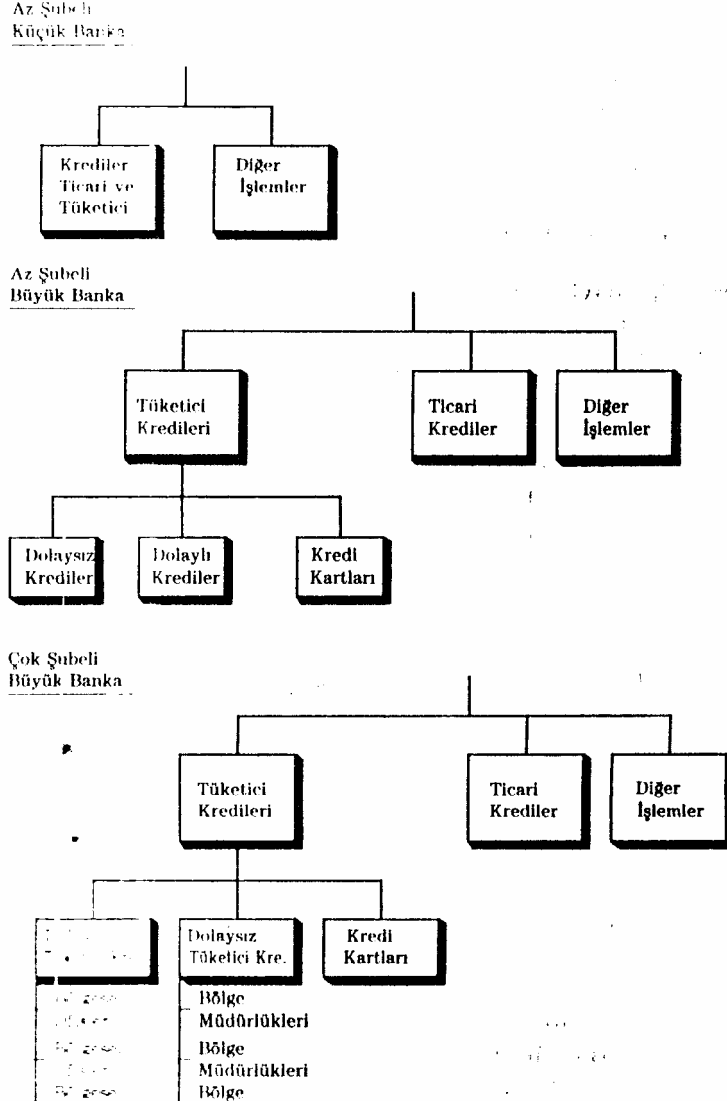 Az Şubeli
Küçük Banka
Krediler
Ticari ve
Tüketici
Diğer
İşlemler
Az Şubeli
Büyük Banka
Tüketici
Kredileri
Ticari
Krediler
Diğer
İşlemler
Dolaysız
Krediler
Dolaylı
Krediler
Kredi
Kartları
Çok Şubeli
Büyük Banka
Tüketici
Kredileri
Ticari
Krediler
Diğer
İşlemler
Dolaysız
Tüketici Kre.
Kredi
Kartları
Bölge
Müdürlükleri
Bölge
Müdürlükleri
Bölge